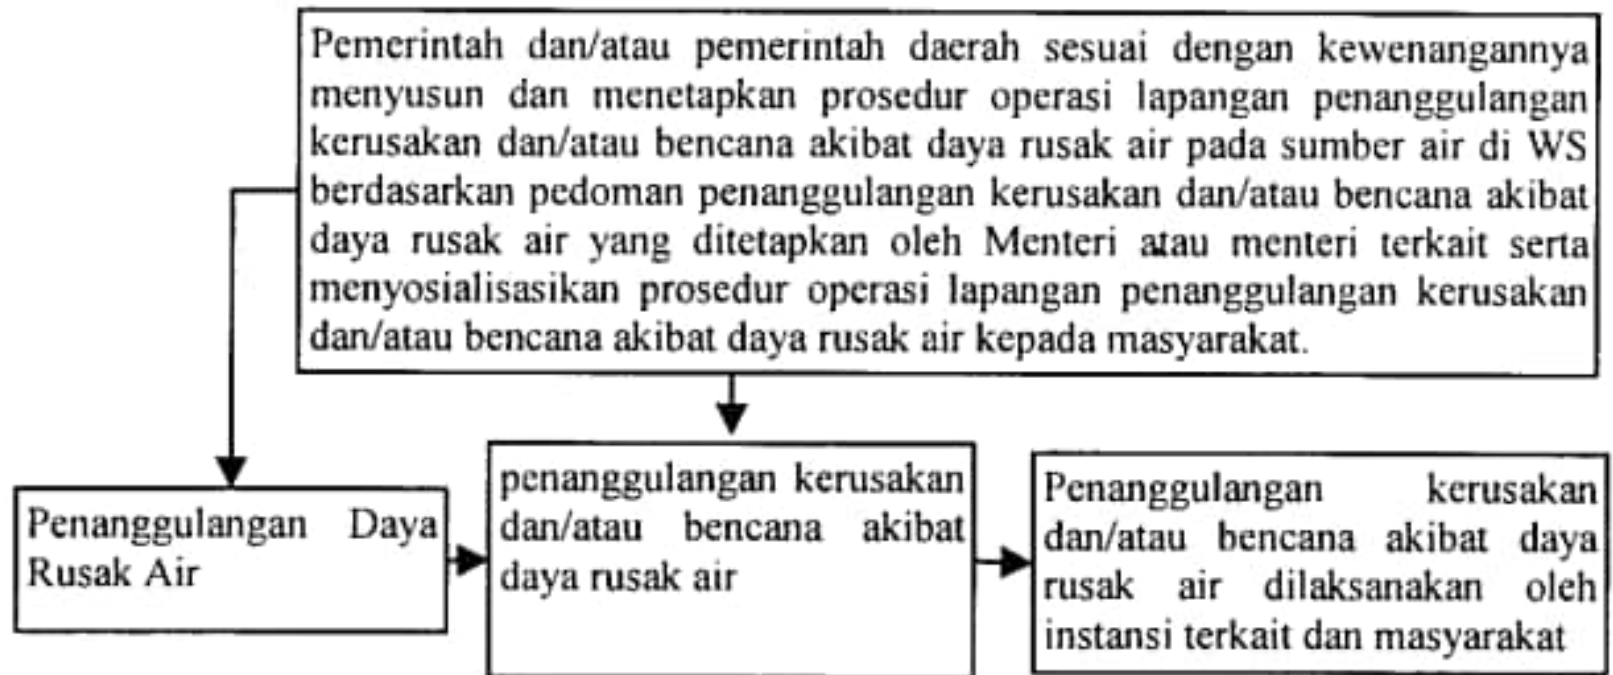 Pemerintah dan/atau pemerintah daerah sesuai dengan kewenangannya
menyusun dan menetapkan prosedur operasi lapangan penanggulangan
kerusakan dan/atau bencana akibat daya rusak air pada sumber air di WS
berdasarkan pedoman penanggulangan kerusakan dan/atau bencana akibat
daya rusak air yang ditetapkan oleh Menteri atau menteri terkait serta
menyosialisasikan prosedur operasi lapangan penanggulangan kerusakan
dan/atau bencana akibat daya rusak air kepada masyarakat.
Penanggulangan Daya
Rusak Air
penanggulangan kerusakan
dan/atau bencana akibat
daya rusak air
Penanggulangan kerusakan
dan/atau bencana akibat daya
rusak air dilaksanakan oleh
instansi terkait dan masyarakat